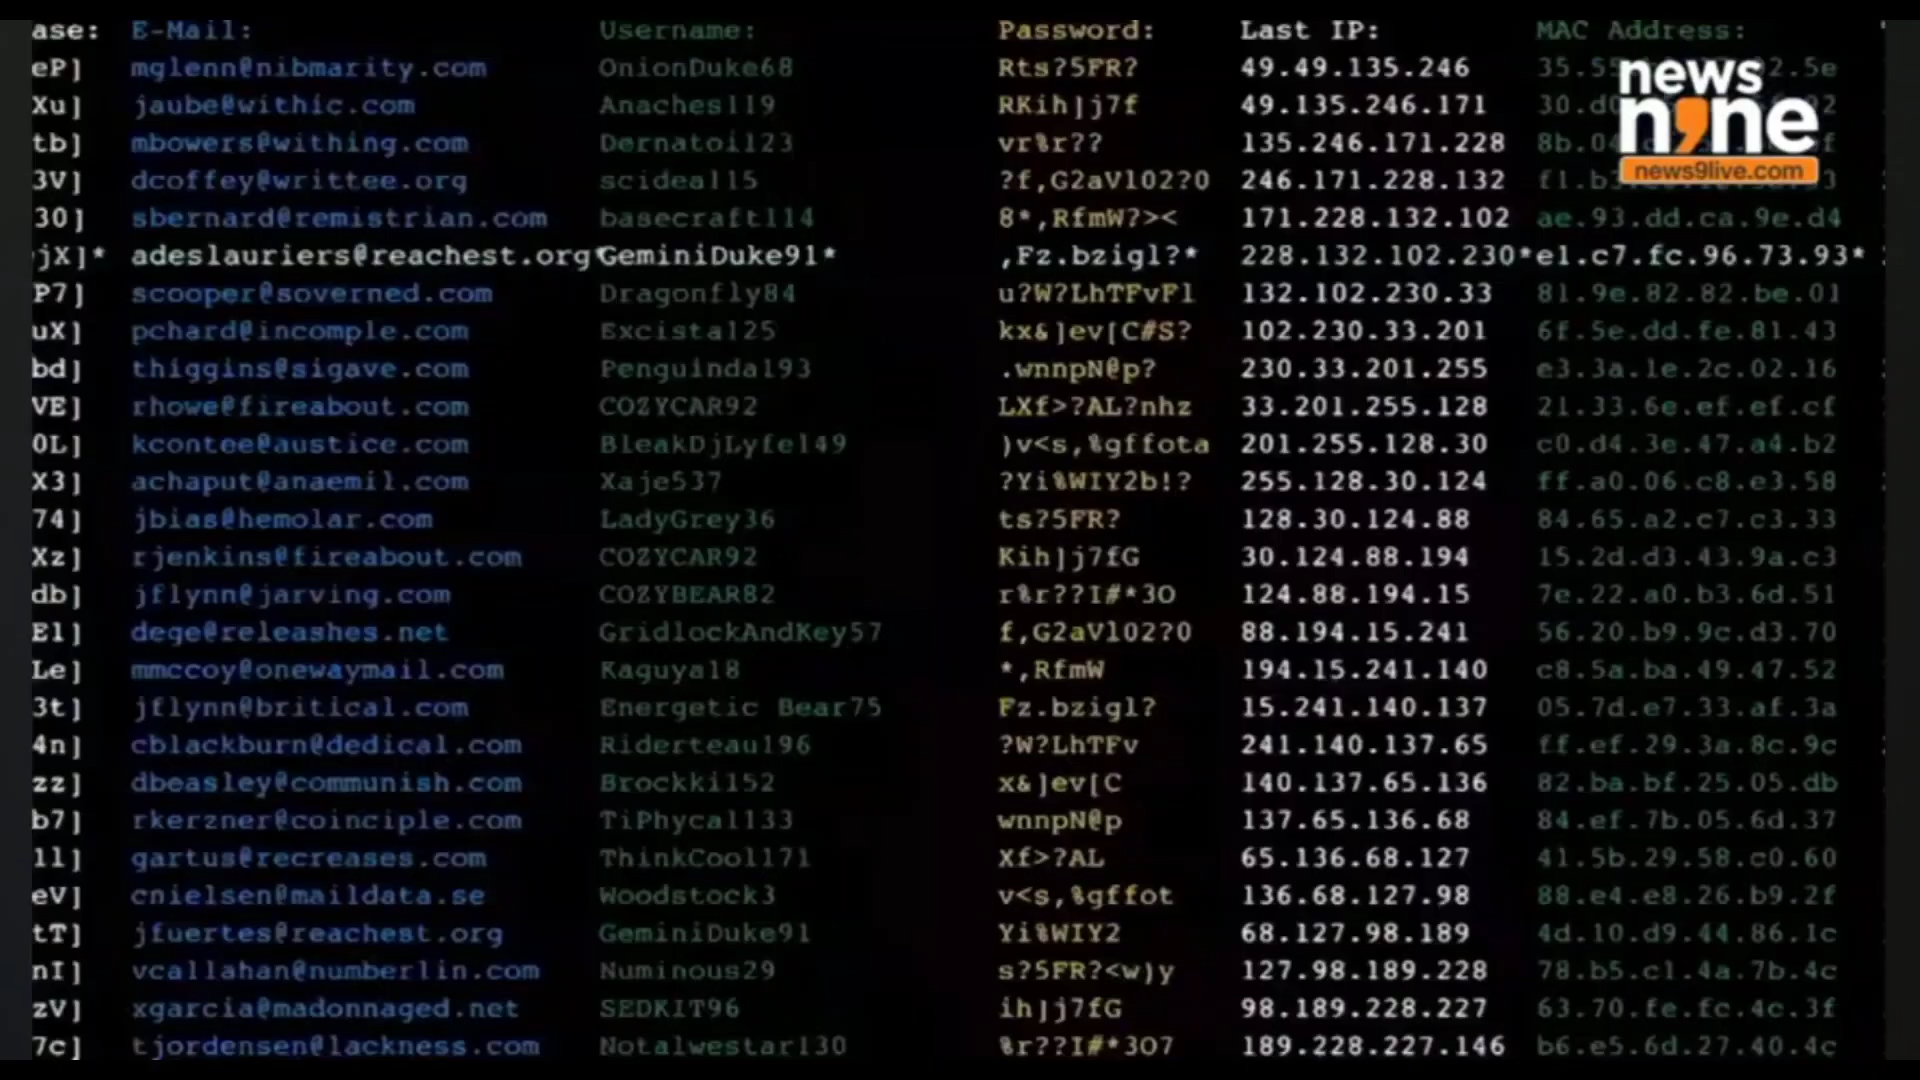 ase: E-Mail: Username: Password: Last IP: MAC Address:
eP] mglenn@nibmarity.com OnionDuke68 Rts?5FR? 49.49.135.246 35.5 2.5e
Xu] jaube@withic.com Anaches119 RKih]j7f 49.135.246.171 30.d
tb] mbowers@withing.com Dernatoi123 vr%r?? 135.246.171.228 8b.0 f
3V] dcoffey@writtee.org scideal15 ?f,G2aVl02?0 246.171.228.132 f1.b 3
30] sbernard@remistrian.com basecraft114 8*,RfmW?>< 171.228.132.102 ae.93.dd.ca.9e.d4
jX]* adeslauriers@reachest.org*GeminiDuke91* ,Fz.bzigl?* 228.132.102.230*e1.c7.fc.96.73.93*
P7] scooper@soverned.com Dragonfly84 u?W?LhTFvFl 132.102.230.33 81.9e.82.82.be.01
uX] pchard@incomple.com Excista125 kx&]ev[C#S? 102.230.33.201 6f.5e.dd.fe.81.43
bd] thiggins@sigave.com Penguinda193 .wnnpN@p? 230.33.201.255 e3.3a.1e.2c.02.16
VE] rhowe@fireabout.com COZYCAR92 LXf>?AL?nhz 33.201.255.128 21.33.6e.ef.ef.cf
0L] kcontee@austice.com BleakDjLyfe149 )v<s,%gffota 201.255.128.30 c0.d4.3e.47.a4.b2
X3] achaput@anaemil.com Xaje537 ?Yi%WIY2b!? 255.128.30.124 ff.a0.06.c8.e3.58
74] jbias@hemolar.com LadyGrey36 ts?5FR? 128.30.124.88 84.65.a2.c7.c3.33
Xz] rjenkins@fireabout.com COZYCAR92 Kih]j7fG 30.124.88.194 15.2d.d3.43.9a.c3
db] jflynn@jarving.com COZYBEAR82 r%r??I#*3O 124.88.194.15 7e.22.a0.b3.6d.51
El] dege@releashes.net GridlockAndKey57 f,G2aVl02?0 88.194.15.241 56.20.b9.9c.d3.70
Le] mmccoy@onewaymail.com Kaguya18 *,RfmW 194.15.241.140 c8.5a.ba.49.47.52
3t] jflynn@britical.com Energetic Bear75 Fz.bzigl? 15.241.140.137 05.7d.e7.33.af.3a
4n] cblackburn@dedical.com Riderteau196 ?W?LhTFv 241.140.137.65 ff.ef.29.3a.8c.9c
zz] dbeasley@communish.com Brockki152 x&]ev[C 140.137.65.136 82.ba.bf.25.05.db
b7] rkerzner@coinciple.com TiPhycal133 wnnpN@p 137.65.136.68 84.ef.7b.05.6d.37
ll] gartus@recreases.com ThinkCool171 Xf>?AL 65.136.68.127 41.5b.29.58.c0.60
eV] cnielsen@maildata.se Woodstock3 v<s,%gffot 136.68.127.98 88.e4.e8.26.b9.2f
tT] jfuertes@reachest.org GeminiDuke91 Yi%WIY2 68.127.98.189 4d.10.d9.44.86.1c
nI] vcallahan@numberlin.com Numinous29 s?5FR?<w)y 127.98.189.228 78.b5.c1.4a.7b.4c
zV] xgarcia@madonnaged.net SEDKIT96 ih]j7fG 98.189.228.227 63.70.fe.fc.4c.3f
7c] tjordensen@lackness.com Notalwestar130 %r??I#*3O7 189.228.227.146 b6.e5.6d.27.40.4c
news
nine
news9live.com